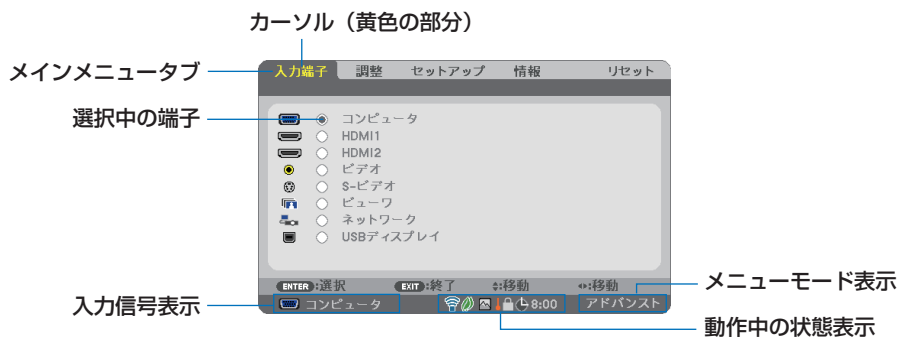 カーソル（黄色の部分）
メインメニュータブ
入力端子 調整 セットアップ 情報 リセット
選択中の端子
コンピュータ
HDMI1
HDMI2
ビデオ
S-ビデオ
ビューワ
ネットワーク
USBディスプレイ
ENTER:選択 EXIT:終了 :移動 :移動
メニューモード表示
入力信号表示
コンピュータ 8:00 アドバンスト
動作中の状態表示